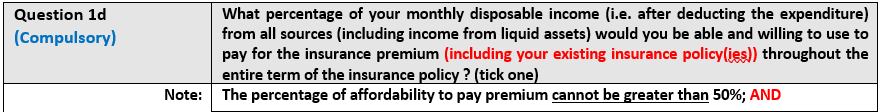 Question 1d
(Compulsory)
What percentage of your monthly disposable income (i.e. after deducting the expenditure)
from all sources (including income from liquid assets) would you be able and willing to use to
pay for the insurance premium (including your existing insurance policy(ies)) throughout the
entire term of the insurance policy ? (tick one)
Note:
The percentage of affordability to pay premium cannot be greater than 50%; AND